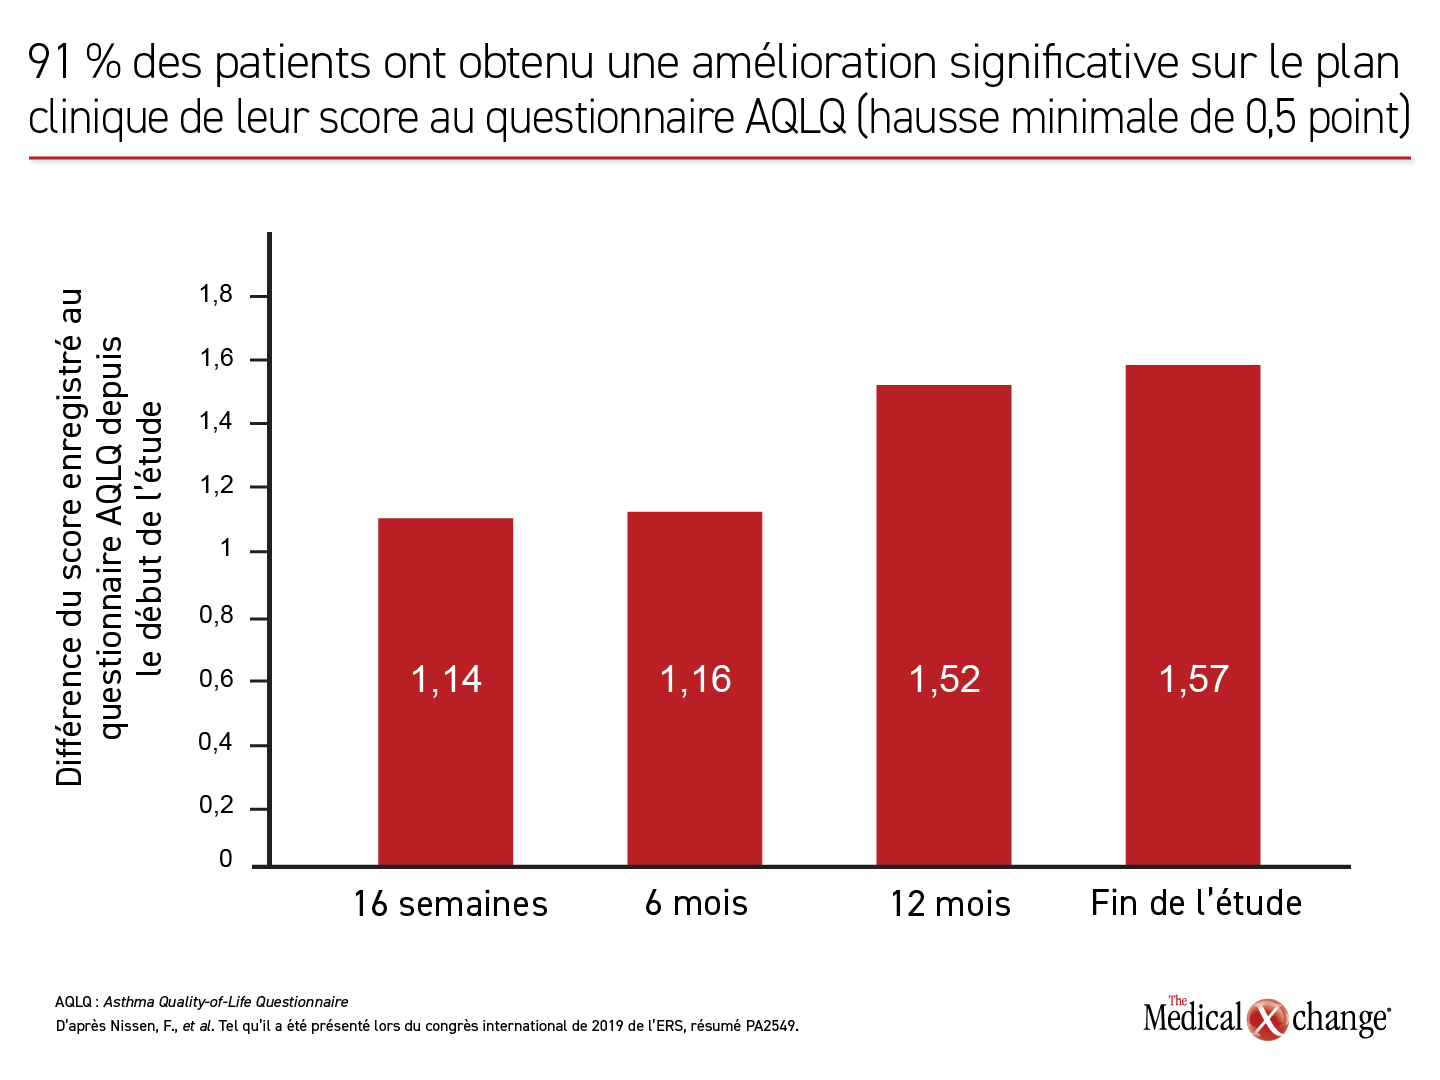 91 % des patients ont obtenu une amélioration significative sur le plan
clinique de leur score au questionnaire AQLQ (hausse minimale de 0,5 point)
Différence du score enregistré au
questionnaire AQLQ depuis
le début de l'étude
1,8
1,6
1,4
1,2
1
0,8
0,6
0,4
0,2
0
1,14
1,16
1,52
1,57
16 semaines
6 mois
12 mois
Fin de l'étude
AQLQ : Asthma Quality-of-Life Questionnaire
D'après Nissen, F., et al. Tel qu'il a été présenté lors du congrès international de 2019 de l'ERS, résumé PA2549.
The
Medical X change®